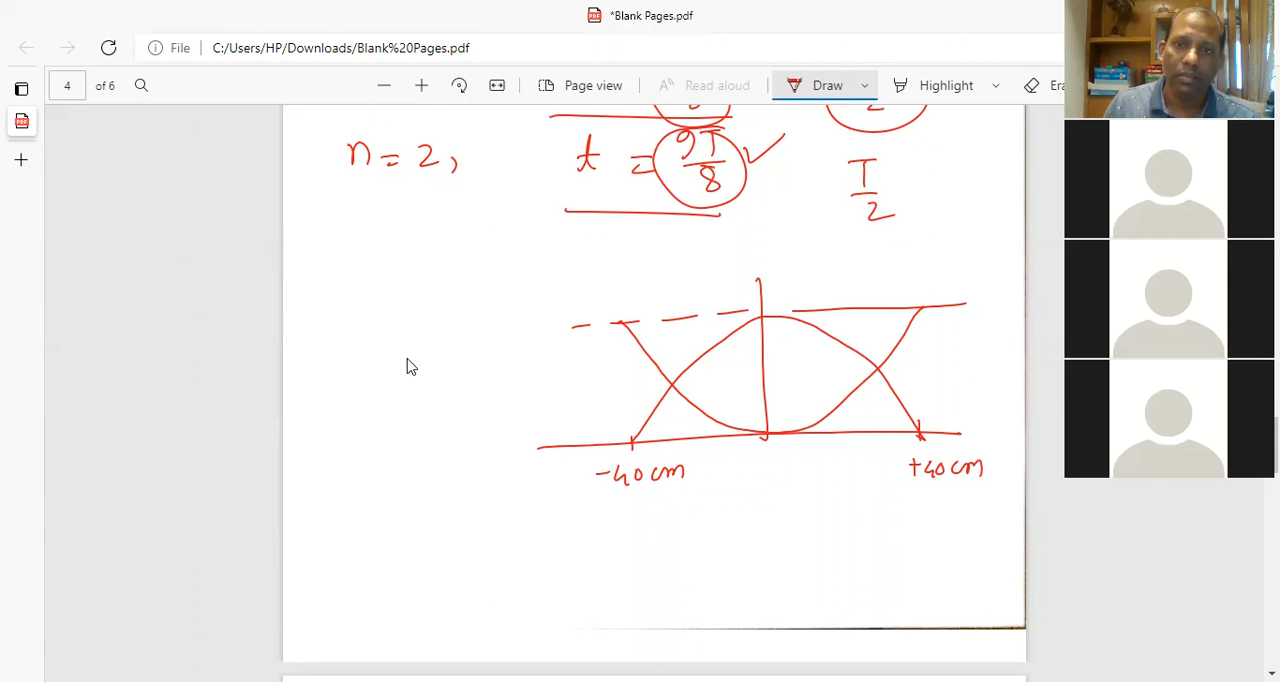 *Blank Pages.pdf
File C:/Users/HP/Downloads/Blank%20Pages.pdf
4 of 6 Page view Read aloud Draw Highlight Era
n = 2, t = 9T/8 T/2
-40 cm +40 cm